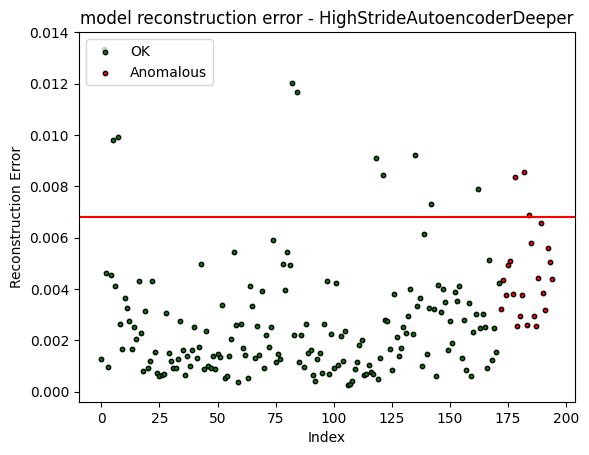 model reconstruction error - HighStrideAutoencoderDeeper
OK
Anomalous
Reconstruction Error
0.014
0.012
0.010
0.008
0.006
0.004
0.002
0.000
0 25 50 75 100 125 150 175 200
Index